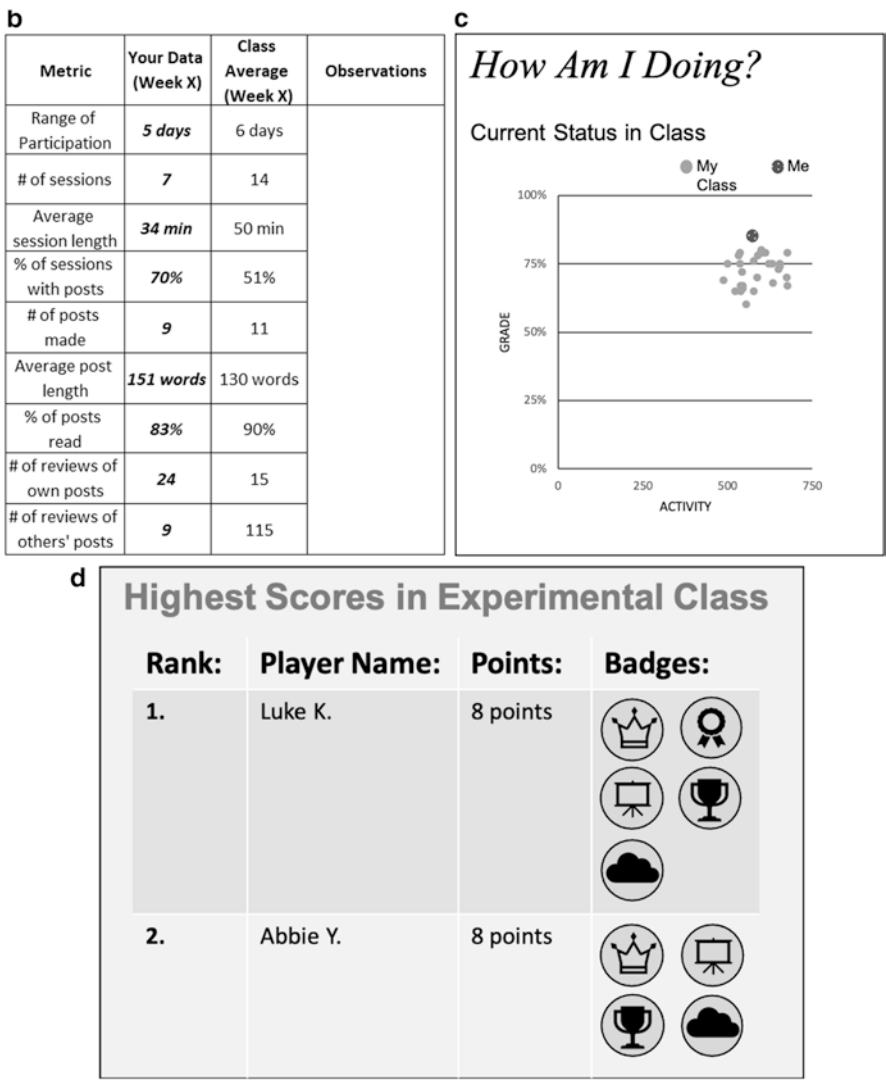 b
Metric
Your Data
(Week X)
Class
Average
(Week X)
Observations
Range of
Participation
5 days
6 days
# of sessions
7
14
Average
session length
34 min
50 min
% of sessions
with posts
70%
51%
# of posts
made
9
11
Average post
length
151 words
130 words
% of posts
read
83%
90%
# of reviews of
own posts
24
15
# of reviews of
others' posts
9
115
c
How Am I Doing?
Current Status in Class
My
Class
Me
100%
75%
50%
25%
0%
GRADE
0
250
500
750
ACTIVITY
d
Highest Scores in Experimental Class
Rank:
Player Name:
Points:
Badges:
1.
Luke K.
8 points
2.
Abbie Y.
8 points